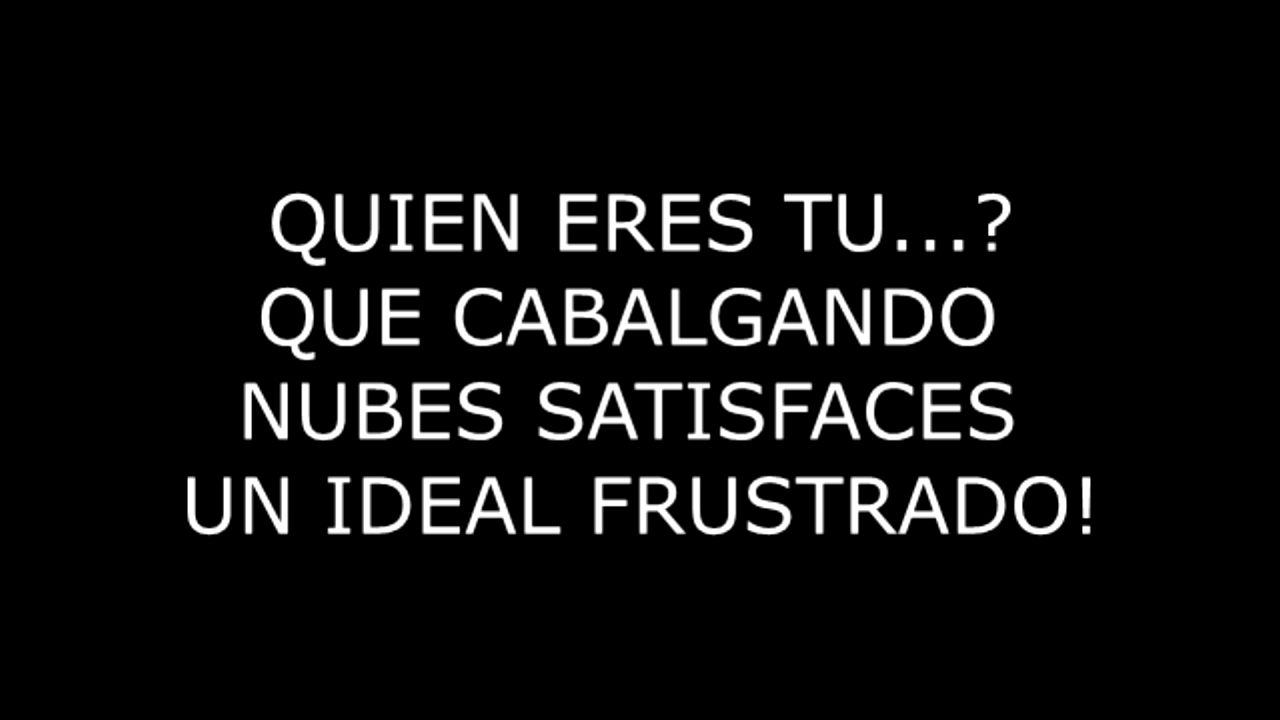 QUIEN ERES TU...?
QUE CABALGANDO
NUBES SATISFACES
UN IDEAL FRUSTRADO!